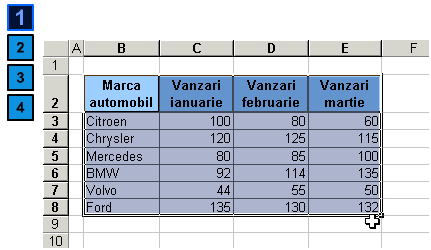 1
2
3
4
A B C D E F
1
2 Marca automobil Vanzari ianuarie Vanzari februarie Vanzari martie
3 Citroen 100 80 60
4 Chrysler 120 125 115
5 Mercedes 80 85 100
6 BMW 92 114 135
7 Volvo 44 55 50
8 Ford 135 130 132
9
10